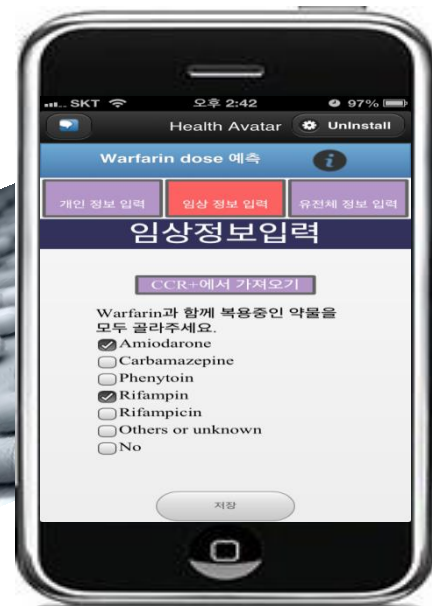 SKT 오후 2:42 97%
Health Avatar UnInstall
Warfarin dose 예측 i
개인 정보 입력 임상 정보 입력 유전체 정보 입력
임상정보입력
CCR+에서 가져오기
Warfarin과 함께 복용중인 약물을
모두 골라주세요.
Amiodarone
Carbamazepine
Phenytoin
Rifampin
Rifampicin
Others or unknown
No
저장